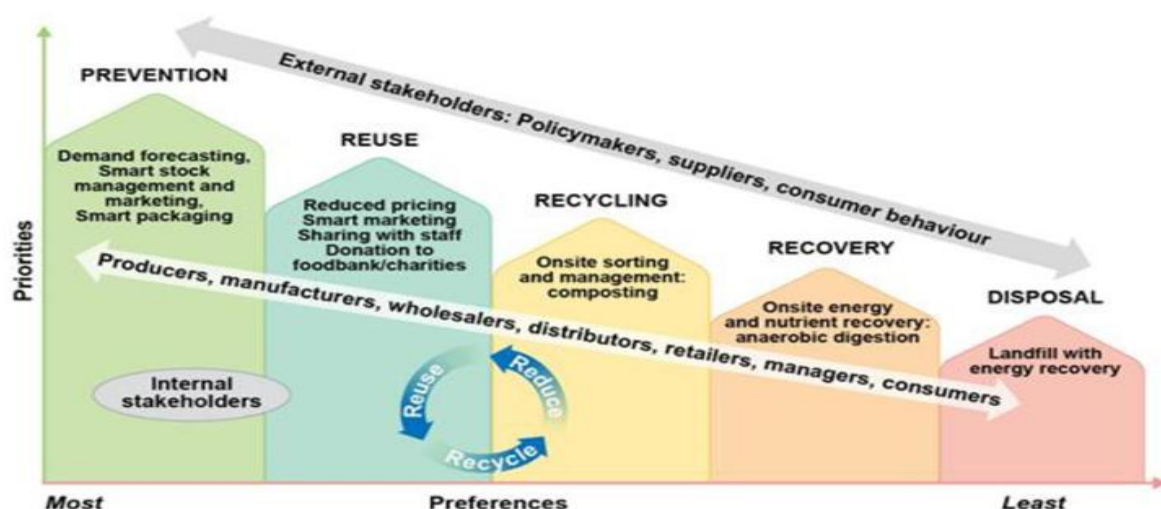 External stakeholders: Policymakers, suppliers, consumer behaviour
PREVENTION
Demand forecasting,
Smart stock
management and
marketing,
Smart packaging
REUSE
Reduced pricing
Smart marketing
Sharing with staff
Donation to
foodbank/charities
RECYCLING
Onsite sorting
and management:
composting
RECOVERY
Onsite energy
and nutrient recovery:
anaerobic digestion
DISPOSAL
Landfill with
energy recovery
Producers, manufacturers, wholesalers, distributors, retailers, managers, consumers
Internal
stakeholders
Reuse
Reduce
Recycle
Priorities
Most
Preferences
Least